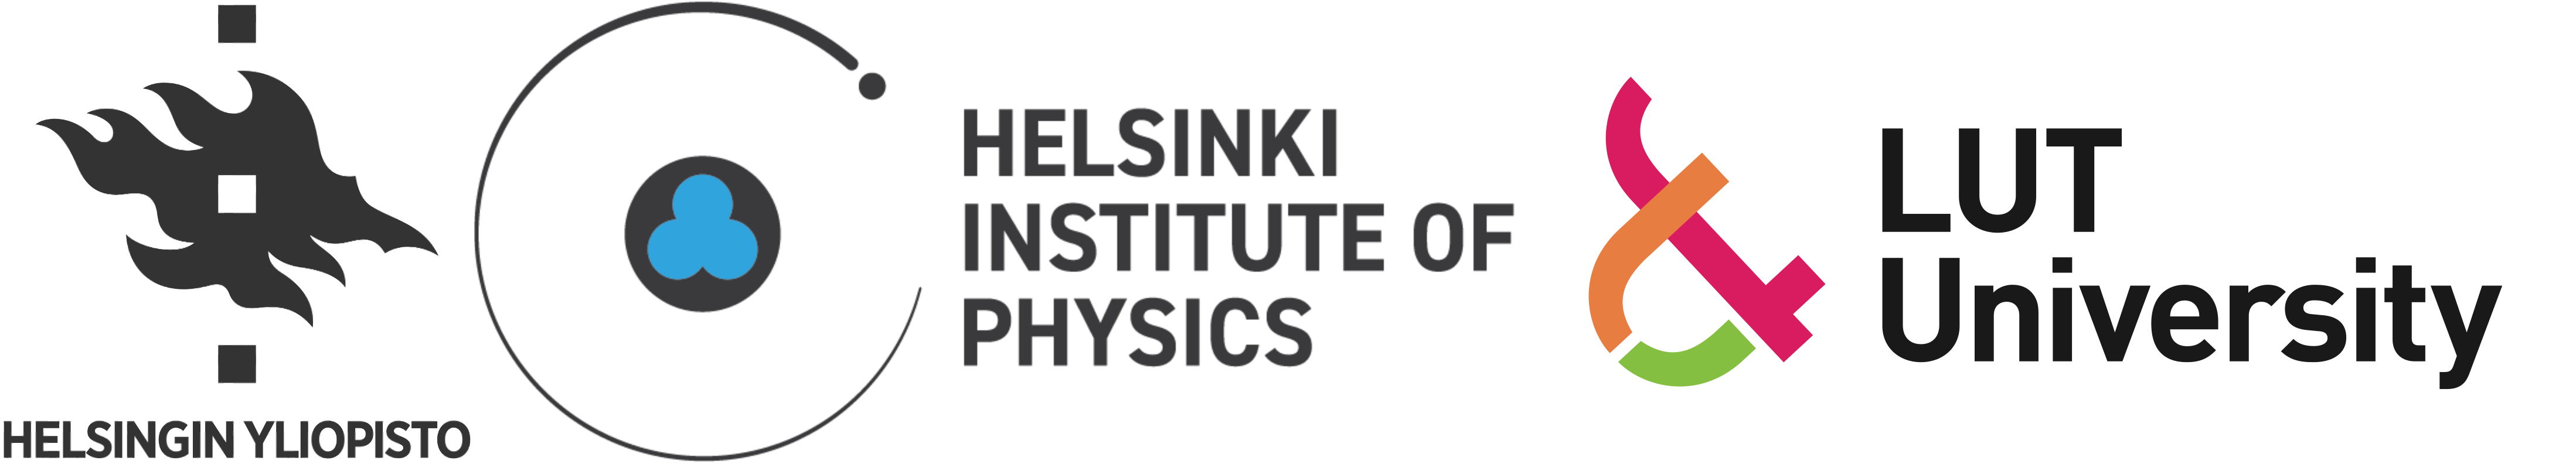 HELSINGIN YLIOPISTO
HELSINKI
INSTITUTE OF
PHYSICS
LUT
University